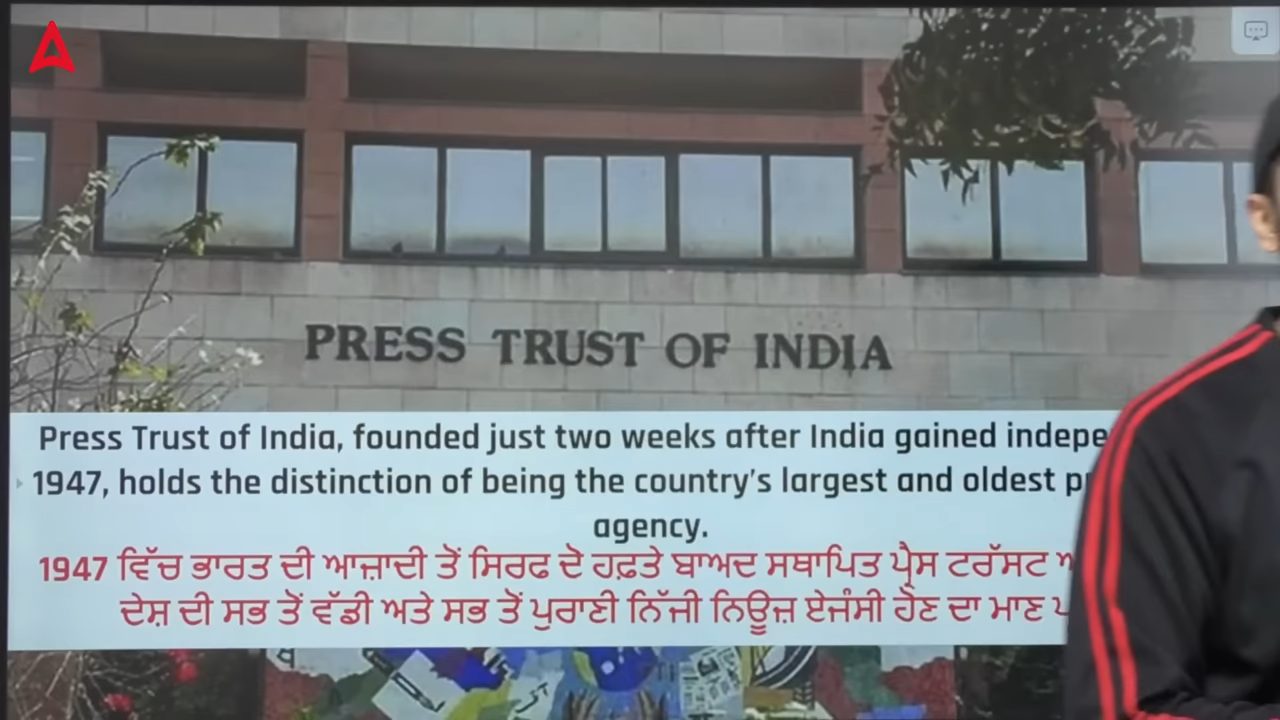 PRESS TRUST OF INDIA
Press Trust of India, founded just two weeks after India gained
1947, holds the distinction of being the country's largest and oldest
agency.
1947 ਵਿੱਚ ਭਾਰਤ ਦੀ ਆਜ਼ਾਦੀ ਤੋਂ ਸਿਰਫ ਦੋ ਹਫ਼ਤੇ ਬਾਅਦ ਸਥਾਪਿਤ ਪ੍ਰੈਸ ਟਰੱਸਟ
ਦੇਸ਼ ਦੀ ਸਭ ਤੋਂ ਵੱਡੀ ਅਤੇ ਸਭ ਤੋਂ ਪੁਰਾਣੀ ਨਿੱਜੀ ਨਿਊਜ਼ ਏਜੰਸੀ ਹੋਣ ਦਾ ਮਾਣ